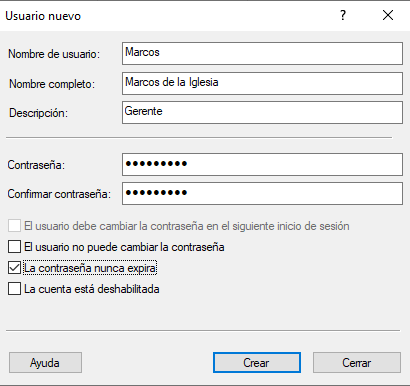 Usuario nuevo
?
Nombre de usuario: Marcos
Nombre completo: Marcos de la Iglesia
Descripción: Gerente
Contraseña: •••••••••
Confirmar contraseña: •••••••••
El usuario debe cambiar la contraseña en el siguiente inicio de sesión
El usuario no puede cambiar la contraseña
La contraseña nunca expira
La cuenta está deshabilitada
Ayuda Crear Cerrar